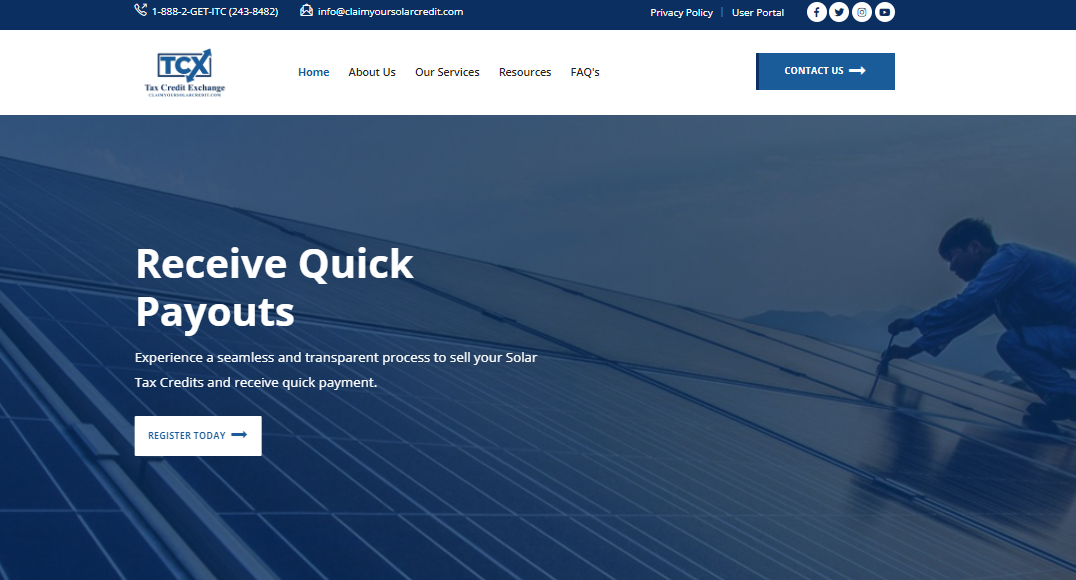 1-888-2-GET-ITC (243-8482) info@claimyoursolarcredit.com Privacy Policy | User Portal
TCX
Tax Credit Exchange
CLAIMYOURSOLARCREDIT.COM
Home About Us Our Services Resources FAQ's
CONTACT US
Receive Quick
Payouts
Experience a seamless and transparent process to sell your Solar
Tax Credits and receive quick payment.
REGISTER TODAY